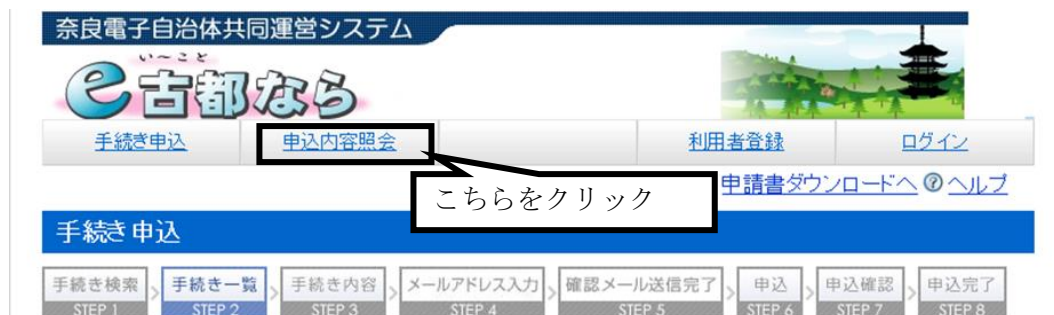 奈良電子自治体共同運営システム
い～こと
e古都なら
手続き申込 申込内容照会 利用者登録 ログイン
こちらをクリック
申請書ダウンロードへ ? ヘルプ
手続き申込
手続き検索 > 手続き一覧 > 手続き内容 > メールアドレス入力 > 確認メール送信完了 > 申込 > 申込確認 > 申込完了
STEP 1 STEP 2 STEP 3 STEP 4 STEP 5 STEP 6 STEP 7 STEP 8